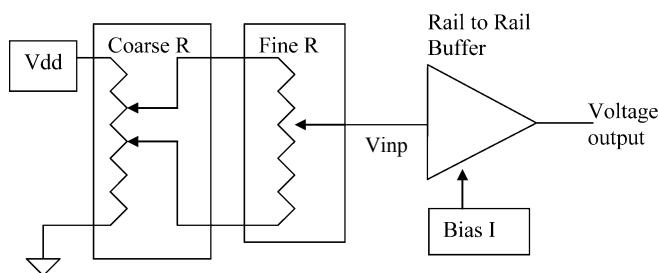 Vdd
Coarse R
Fine R
Rail to Rail
Buffer
Vinp
Voltage
output
Bias I